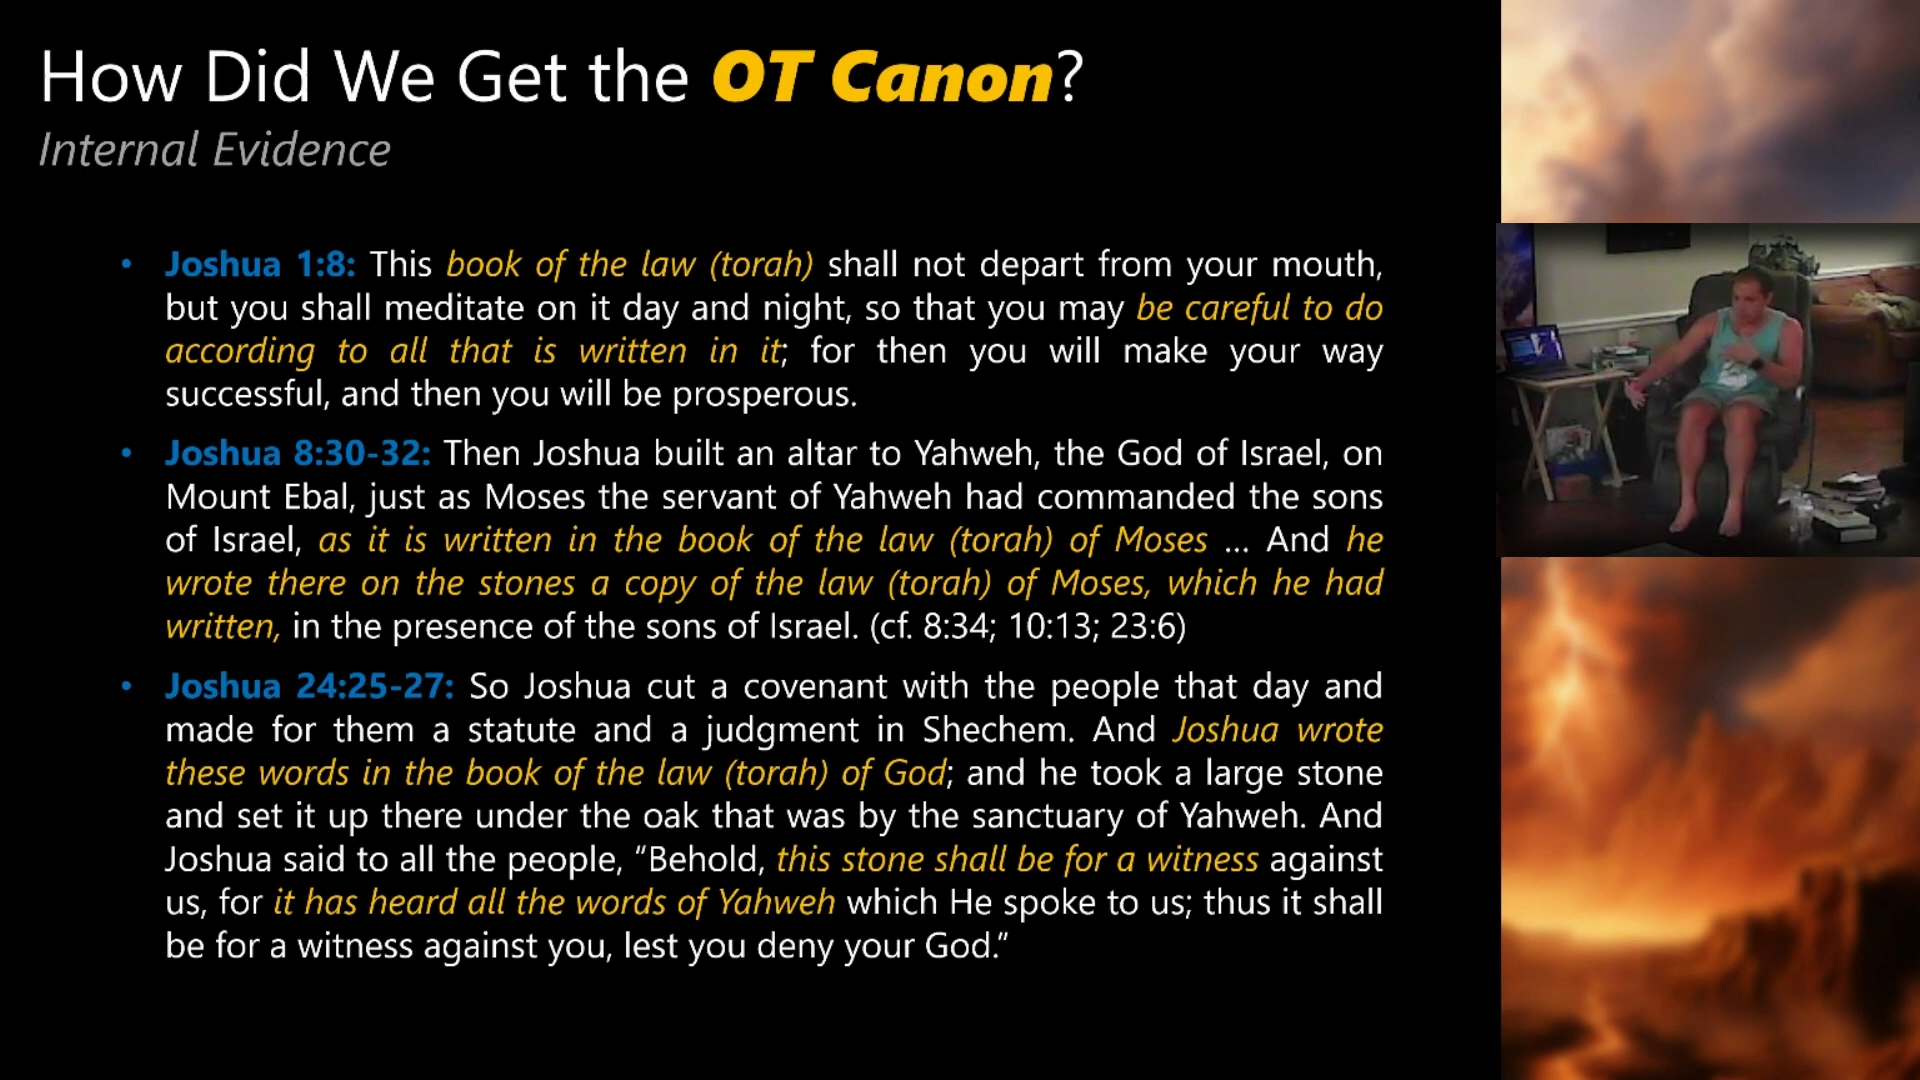 How Did We Get the OT Canon?
Internal Evidence
• Joshua 1:8: This book of the law (torah) shall not depart from your mouth,
but you shall meditate on it day and night, so that you may be careful to do
according to all that is written in it; for then you will make your way
successful, and then you will be prosperous.
• Joshua 8:30-32: Then Joshua built an altar to Yahweh, the God of Israel, on
Mount Ebal, just as Moses the servant of Yahweh had commanded the sons
of Israel, as it is written in the book of the law (torah) of Moses ... And he
wrote there on the stones a copy of the law (torah) of Moses, which he had
written, in the presence of the sons of Israel. (cf. 8:34; 10:13; 23:6)
• Joshua 24:25-27: So Joshua cut a covenant with the people that day and
made for them a statute and a judgment in Shechem. And Joshua wrote
these words in the book of the law (torah) of God; and he took a large stone
and set it up there under the oak that was by the sanctuary of Yahweh. And
Joshua said to all the people, “Behold, this stone shall be for a witness against
us, for it has heard all the words of Yahweh which He spoke to us; thus it shall
be for a witness against you, lest you deny your God.”